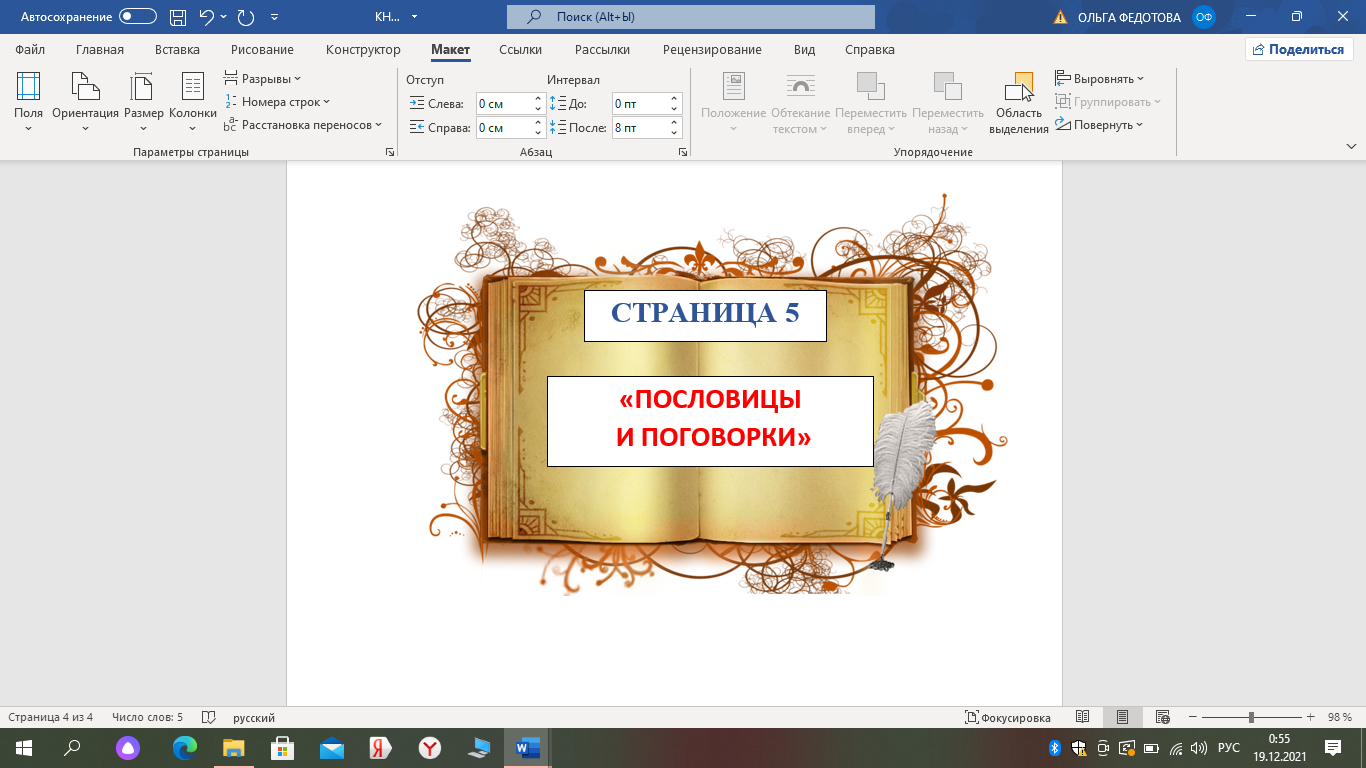 Автосохранение КН... Поиск (Alt+Ы) ОЛЬГА ФЕДОТОВА ОФ
Файл Главная Вставка Рисование Конструктор Макет Ссылки Рассылки Рецензирование Вид Справка Поделиться
Поля
Ориентация
Размер
Колонки
Разрывы
Номера строк
Расстановка переносов
Параметры страницы
Отступ
Слева: 0 см
Справа: 0 см
Интервал
До: 0 пт
После: 8 пт
Абзац
Положение
Обтекание
текстом
Переместить
вперед
Переместить
назад
Область
выделения
Выровнять
Группировать
Повернуть
Упорядочение
СТРАНИЦА 5
«ПОСЛОВИЦЫ
И ПОГОВОРКИ»
Страница 4 из 4 Число слов: 5 русский Фокусировка 98 %
РУС
0:55
19.12.2021